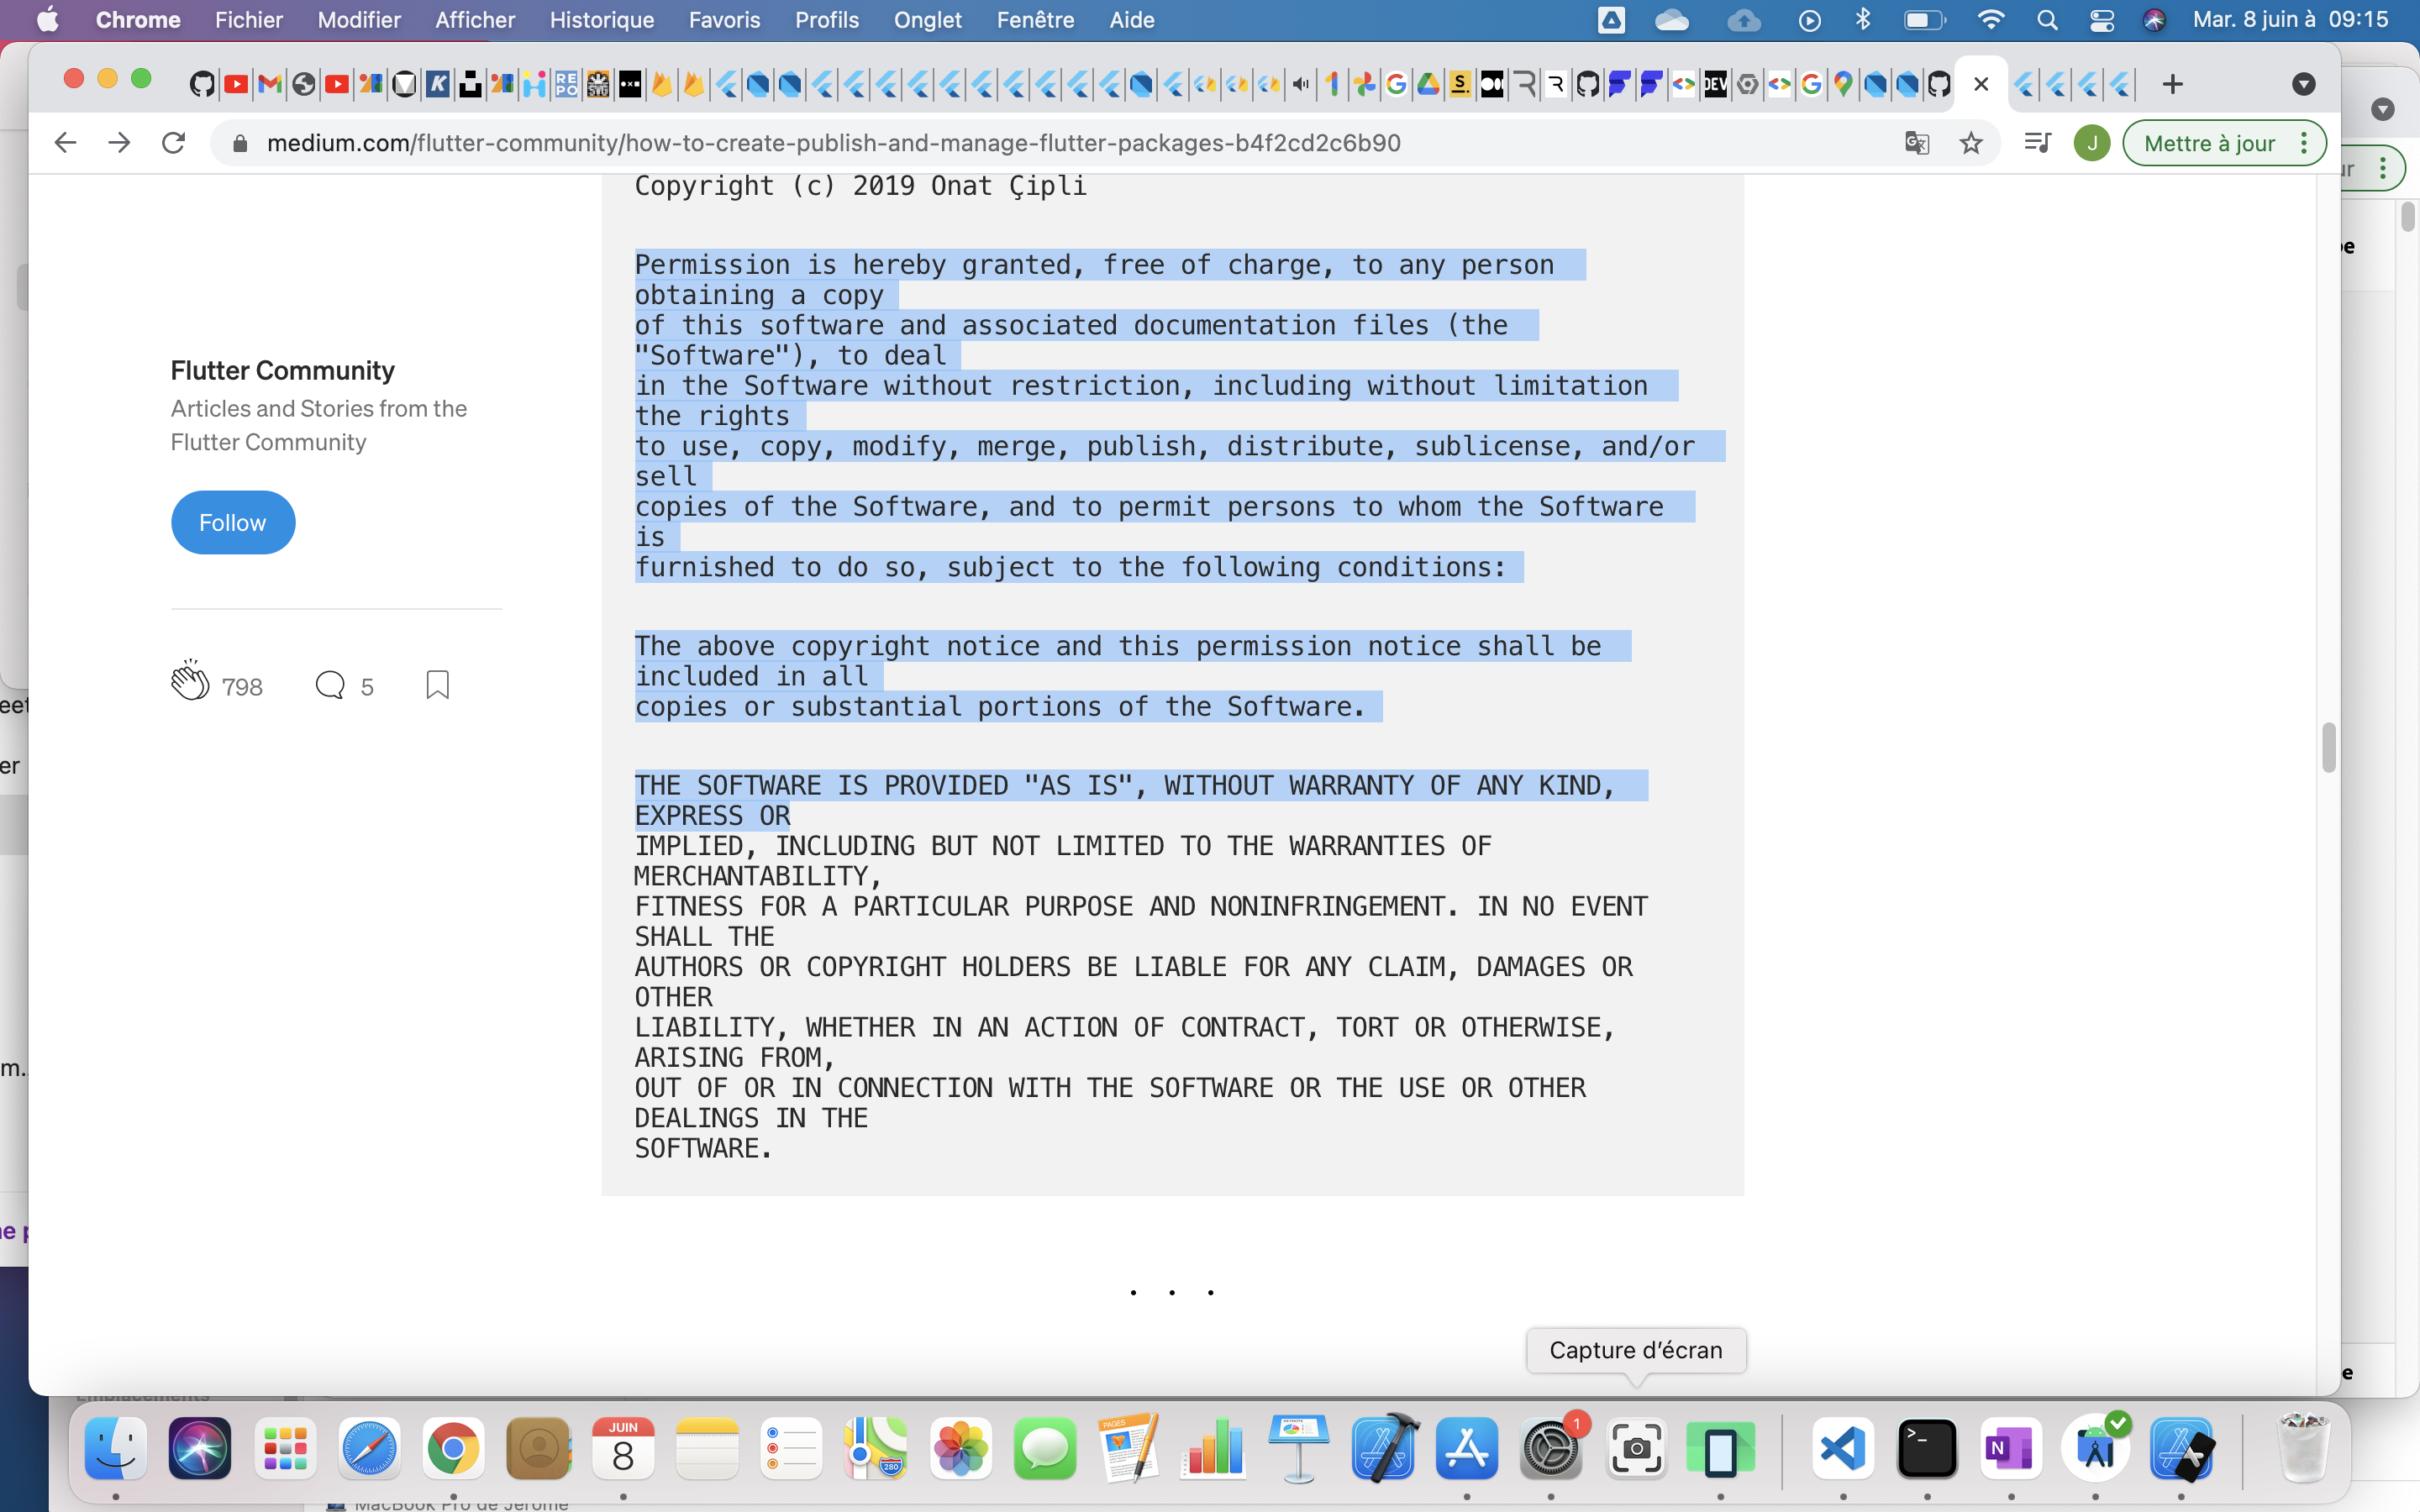 Chrome Fichier Modifier Afficher Historique Favoris Profils Onglet Fenêtre Aide Mar. 8 juin à 09:15
medium.com/flutter-community/how-to-create-publish-and-manage-flutter-packages-b4f2cd2c6b90
J
Mettre à jour
Copyright (c) 2019 Onat Çipli
Permission is hereby granted, free of charge, to any person
obtaining a copy
of this software and associated documentation files (the
"Software"), to deal
in the Software without restriction, including without limitation
the rights
to use, copy, modify, merge, publish, distribute, sublicense, and/or
sell
copies of the Software, and to permit persons to whom the Software
is
furnished to do so, subject to the following conditions:
The above copyright notice and this permission notice shall be
included in all
copies or substantial portions of the Software.
THE SOFTWARE IS PROVIDED "AS IS", WITHOUT WARRANTY OF ANY KIND,
EXPRESS OR
IMPLIED, INCLUDING BUT NOT LIMITED TO THE WARRANTIES OF
MERCHANTABILITY,
FITNESS FOR A PARTICULAR PURPOSE AND NONINFRINGEMENT. IN NO EVENT
SHALL THE
AUTHORS OR COPYRIGHT HOLDERS BE LIABLE FOR ANY CLAIM, DAMAGES OR
OTHER
LIABILITY, WHETHER IN AN ACTION OF CONTRACT, TORT OR OTHERWISE,
ARISING FROM,
OUT OF OR IN CONNECTION WITH THE SOFTWARE OR THE USE OR OTHER
DEALINGS IN THE
SOFTWARE.
. . .
Flutter Community
Articles and Stories from the
Flutter Community
Follow
798 5
Capture d’écran
JUIN
8
PAGES
280
1
N
MacBook Pro de Jérôme